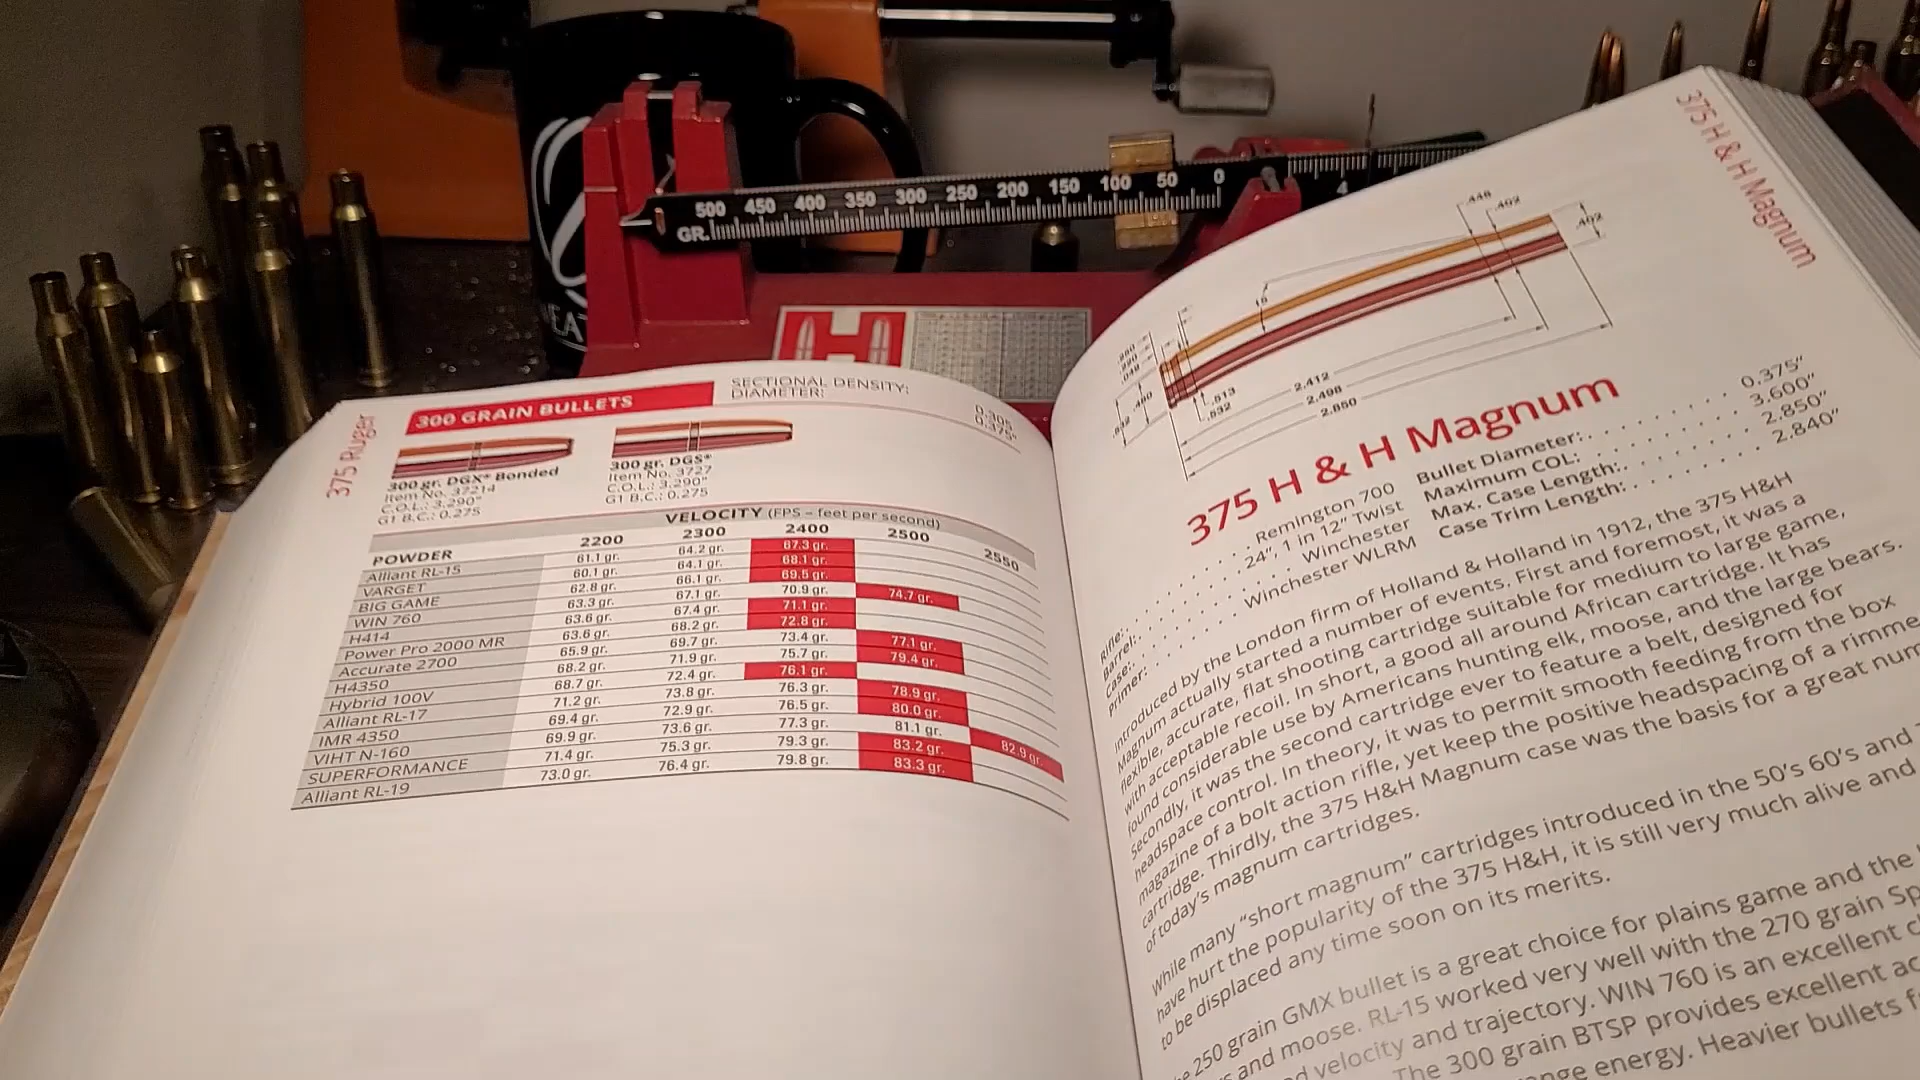 500 450 400 350 300 250 200 150 100 50 0
GR.
4
H
375 Ruger
300 GRAIN BULLETS
SECTIONAL DENSITY: 0.305
DIAMETER: 0.375"
300 gr. DGX® Bonded
Item No. 37214
C.O.L.: 3.290"
G1 B.C.: 0.275
300 gr. DGS®
Item No. 3727
C.O.L.: 3.290"
G1 B.C.: 0.275
VELOCITY (FPS – feet per second)
POWDER 2200 2300 2400 2500 2550
Alliant RL-15 61.1 gr. 64.2 gr. 67.3 gr.
VARGET 60.1 gr. 64.1 gr. 68.1 gr.
BIG GAME 62.8 gr. 66.1 gr. 69.5 gr.
WIN 760 63.3 gr. 67.1 gr. 70.9 gr. 74.7 gr.
H414 63.6 gr. 67.4 gr. 71.1 gr.
Power Pro 2000 MR 63.6 gr. 68.2 gr. 72.8 gr.
Accurate 2700 65.9 gr. 69.7 gr. 73.4 gr. 77.1 gr.
H4350 68.2 gr. 71.9 gr. 75.7 gr. 79.4 gr.
Hybrid 100V 68.7 gr. 72.4 gr. 76.1 gr.
Alliant RL-17 71.2 gr. 73.8 gr. 76.3 gr. 78.9 gr.
IMR 4350 69.4 gr. 72.9 gr. 76.5 gr. 80.0 gr.
VIHT N-160 69.9 gr. 73.6 gr. 77.3 gr. 81.1 gr. 82.9 gr.
SUPERFORMANCE 71.4 gr. 75.3 gr. 79.3 gr. 83.2 gr.
Alliant RL-19 73.0 gr. 76.4 gr. 79.8 gr. 83.3 gr.
375 H & H Magnum
.448 .402
.402
15°
.513
.532
2.412
2.498
2.850
375 H & H Magnum
Rifle: Remington 700
Barrel: 24", 1 in 12" Twist
Case: Winchester
Primer: Winchester WLRM
Bullet Diameter: 0.375"
Maximum COL: 3.600"
Max. Case Length: 2.850"
Case Trim Length: 2.840"
Introduced by the London firm of Holland & Holland in 1912, the 375 H&H
Magnum actually started a number of events. First and foremost, it was a
flexible, accurate, flat shooting cartridge suitable for medium to large game,
with acceptable recoil. In short, a good all around African cartridge. It has
found considerable use by Americans hunting elk, moose, and the large bears.
Secondly, it was the second cartridge ever to feature a belt, designed for
headspace control. In theory, it was to permit smooth feeding from the box
magazine of a bolt action rifle, yet keep the positive headspacing of a rimme
cartridge. Thirdly, the 375 H&H Magnum case was the basis for a great num
of today's magnum cartridges.
While many "short magnum" cartridges introduced in the 50's 60's and
have hurt the popularity of the 375 H&H, it is still very much alive and
to be displaced any time soon on its merits.
250 grain GMX bullet is a great choice for plains game and the
and moose. RL-15 worked very well with the 270 grain Sp
velocity and trajectory. WIN 760 is an excellent
The 300 grain BTSP provides excellent
energy. Heavier bullets